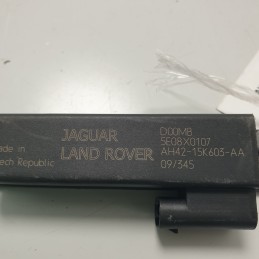 JAGUAR
LAND ROVER
D00MB
5E08X0107
AH42-15K603-AA
09/345
ade in
ech Republic